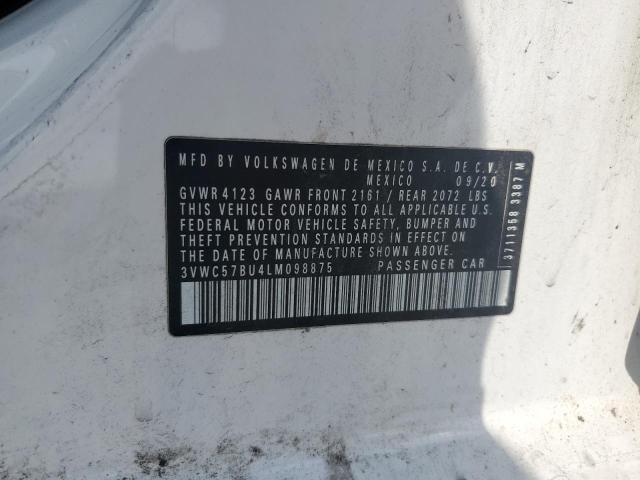 MFD BY VOLKSWAGEN DE MEXICO S.A. DE C.V.
MEXICO 09/20
GVWR 4123 GAWR FRONT 2161 / REAR 2072 LBS
THIS VEHICLE CONFORMS TO ALL APPLICABLE U.S.
FEDERAL MOTOR VEHICLE SAFETY, BUMPER AND
THEFT PREVENTION STANDARDS IN EFFECT ON
THE DATE OF MANUFACTURE SHOWN ABOVE.
3VWC57BU4LM098875 PASSENGER CAR
3711358 3387 M